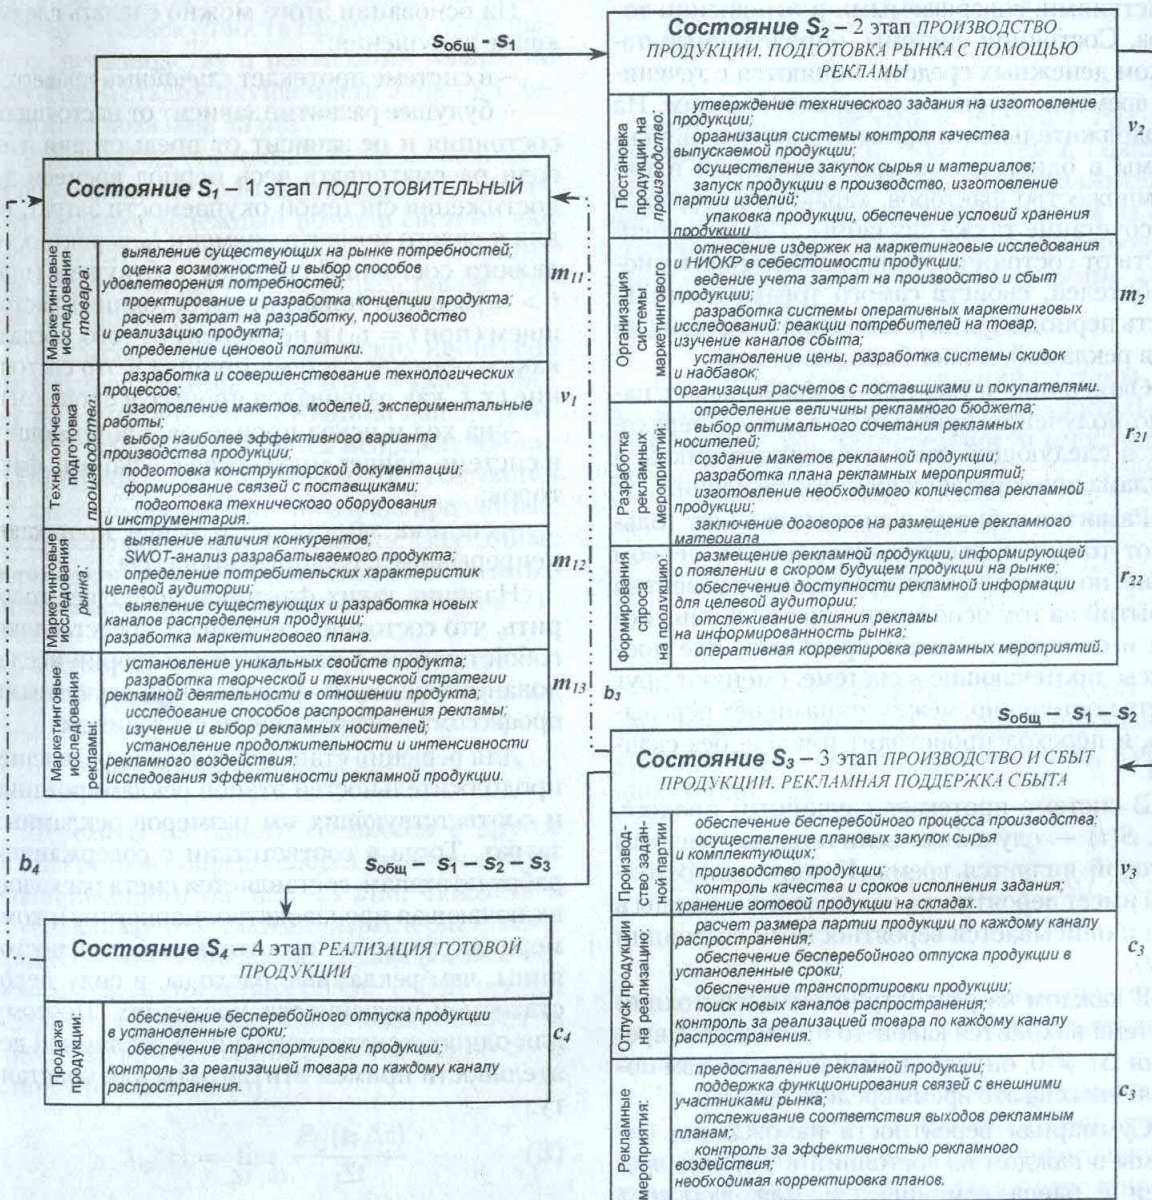 Sобщ - S1
Состояние S1 – 1 этап ПОДГОТОВИТЕЛЬНЫЙ
Маркетинговые
исследования
товара:
выявление существующих на рынке потребностей;
оценка возможностей и выбор способов
удовлетворения потребностей;
проектирование и разработка концепции продукта;
расчет затрат на разработку, производство
и реализацию продукта;
определение ценовой политики.
m11
Технологическая
подготовка
производства:
разработка и совершенствование технологических
процессов;
изготовление макетов, моделей, экспериментальные
работы;
выбор наиболее эффективного варианта
производства продукции;
подготовка конструкторской документации;
формирование связей с поставщиками;
подготовка технического оборудования
и инструментария.
v1
Маркетинговые
исследования
рынка:
выявление наличия конкурентов;
SWOT-анализ разрабатываемого продукта;
определение потребительских характеристик
целевой аудитории;
выявление существующих и разработка новых
каналов распределения продукции;
разработка маркетингового плана.
m12
Маркетинговые
исследования
рекламы:
установление уникальных свойств продукта;
разработка творческой и технической стратегии
рекламной деятельности в отношении продукта;
исследование способов распространения рекламы;
изучение и выбор рекламных носителей;
установление продолжительности и интенсивности
рекламного воздействия;
исследования эффективности рекламной продукции.
m13
Состояние S2 – 2 этап ПРОИЗВОДСТВО
ПРОДУКЦИИ, ПОДГОТОВКА РЫНКА С ПОМОЩЬЮ
РЕКЛАМЫ
Постановка
продукции на
производство:
утверждение технического задания на изготовление
продукции;
организация системы контроля качества
выпускаемой продукции;
осуществление закупок сырья и материалов;
запуск продукции в производство, изготовление
партии изделий;
упаковка продукции, обеспечение условий хранения
продукции
v2
Организация
системы
маркетингового
отнесение издержек на маркетинговые исследования
и НИОКР в себестоимости продукции;
ведение учета затрат на производство и сбыт
продукции;
разработка системы оперативных маркетинговых
исследований: реакции потребителей на товар,
изучение каналов сбыта;
установление цены, разработка системы скидок
и надбавок;
организация расчетов с поставщиками и покупателями.
m2
Разработка
рекламных
мероприятий:
определение величины рекламного бюджета;
выбор оптимального сочетания рекламных
носителей;
создание макетов рекламной продукции;
разработка плана рекламных мероприятий;
изготовление необходимого количества рекламной
продукции;
заключение договоров на размещение рекламного
материала
r21
Формирования
спроса
на продукцию:
размещение рекламной продукции, информирующей
о появлении в скором будущем продукции на рынке;
обеспечение доступности рекламной информации
для целевой аудитории;
отслеживание влияния рекламы
на информированность рынка;
оперативная корректировка рекламных мероприятий.
r22
b3
Sобщ – S1 – S2
Состояние S3 – 3 этап ПРОИЗВОДСТВО И СБЫТ
ПРОДУКЦИИ, РЕКЛАМНАЯ ПОДДЕРЖКА СБЫТА
Производ-
ство задан-
ной партии
обеспечение бесперебойного процесса производства;
осуществление плановых закупок сырья
и комплектующих;
производство продукции;
контроль качества и сроков исполнения задания;
хранение готовой продукции на складах.
v3
Отпуск продукции
на реализацию:
расчет размера партии продукции по каждому каналу
распространения;
обеспечение бесперебойного отпуска продукции в
установленные сроки;
обеспечение транспортировки продукции;
поиск новых каналов распространения;
контроль за реализацией товара по каждому каналу
распространения.
c3
Рекламные
мероприятия:
предоставление рекламной продукции;
поддержка функционирования связей с внешними
участниками рынка;
отслеживание соответствия выходов рекламным
планам;
контроль за эффективностью рекламного
воздействия;
необходимая корректировка планов.
c3
b4
Sобщ – S1 – S2 – S3
Состояние S4 – 4 этап РЕАЛИЗАЦИЯ ГОТОВОЙ
ПРОДУКЦИИ
Продажа
продукции:
обеспечение бесперебойного отпуска продукции
в установленные сроки;
обеспечение транспортировки продукции;
контроль за реализацией товара по каждому каналу
распространения.
c4